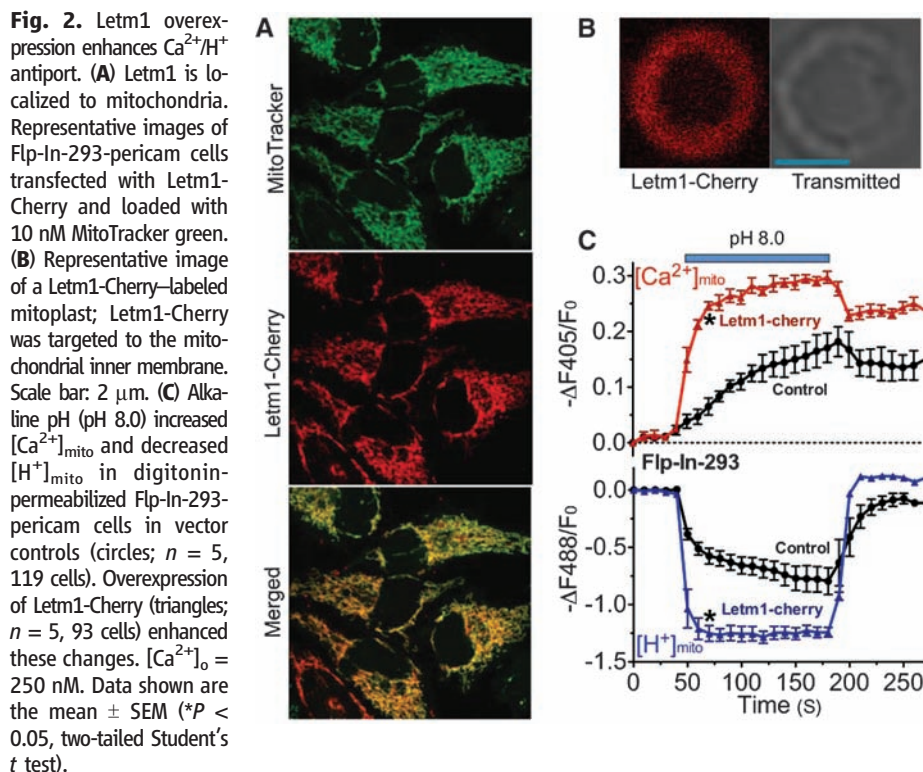 Fig. 2. Letm1 overex-
pression enhances Ca²⁺/H⁺
antiport. (A) Letm1 is lo-
calized to mitochondria.
Representative images of
Flp-In-293-pericam cells
transfected with Letm1-
Cherry and loaded with
10 nM MitoTracker green.
(B) Representative image
of a Letm1-Cherry–labeled
mitoplast; Letm1-Cherry
was targeted to the mito-
chondrial inner membrane.
Scale bar: 2 μm. (C) Alka-
line pH (pH 8.0) increased
[Ca²⁺]mito and decreased
[H⁺]mito in digitonin-
permeabilized Flp-In-293-
pericam cells in vector
controls (circles; n = 5,
119 cells). Overexpression
of Letm1-Cherry (triangles;
n = 5, 93 cells) enhanced
these changes. [Ca²⁺]o =
250 nM. Data shown are
the mean ± SEM (*P <
0.05, two-tailed Student's
t test).
A
MitoTracker
Letm1-Cherry
Merged
B
Letm1-Cherry
Transmitted
C
pH 8.0
[Ca²⁺]mito
* Letm1-cherry
Control
-ΔF405/F0
0.3
0.2
0.1
0.0
Flp-In-293
Control
* Letm1-cherry
[H⁺]mito
-ΔF488/F0
0.0
-0.5
-1.0
-1.5
0 50 100 150 200 250
Time (S)